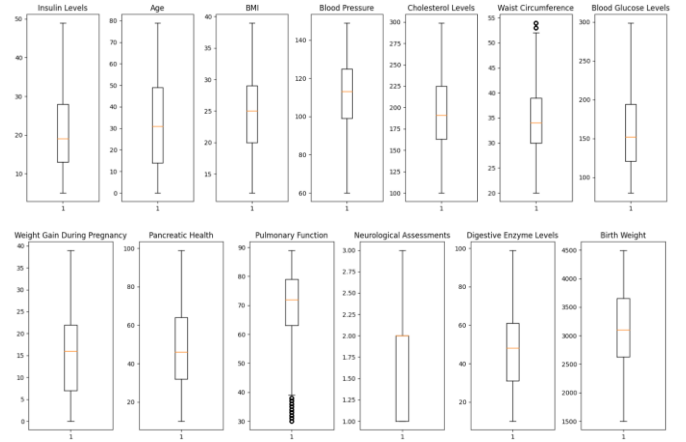 Insulin Levels Age BMI Blood Pressure Cholesterol Levels Waist Circumference Blood Glucose Levels
50 40 30 20 10 1
80 70 60 50 40 30 20 10 0 1
40 35 30 25 20 15 1
140 120 100 80 60 1
300 275 250 225 200 175 150 125 100 1
55 50 45 40 35 30 25 20 1
300 250 200 150 100 1
Weight Gain During Pregnancy Pancreatic Health Pulmonary Function Neurological Assessments Digestive Enzyme Levels Birth Weight
40 35 30 25 20 15 10 5 0 1
100 80 60 40 20 1
90 80 70 60 50 40 30 1
3.00 2.75 2.50 2.25 2.00 1.75 1.50 1.25 1.00 1
100 80 60 40 20 1
4500 4000 3500 3000 2500 2000 1500 1